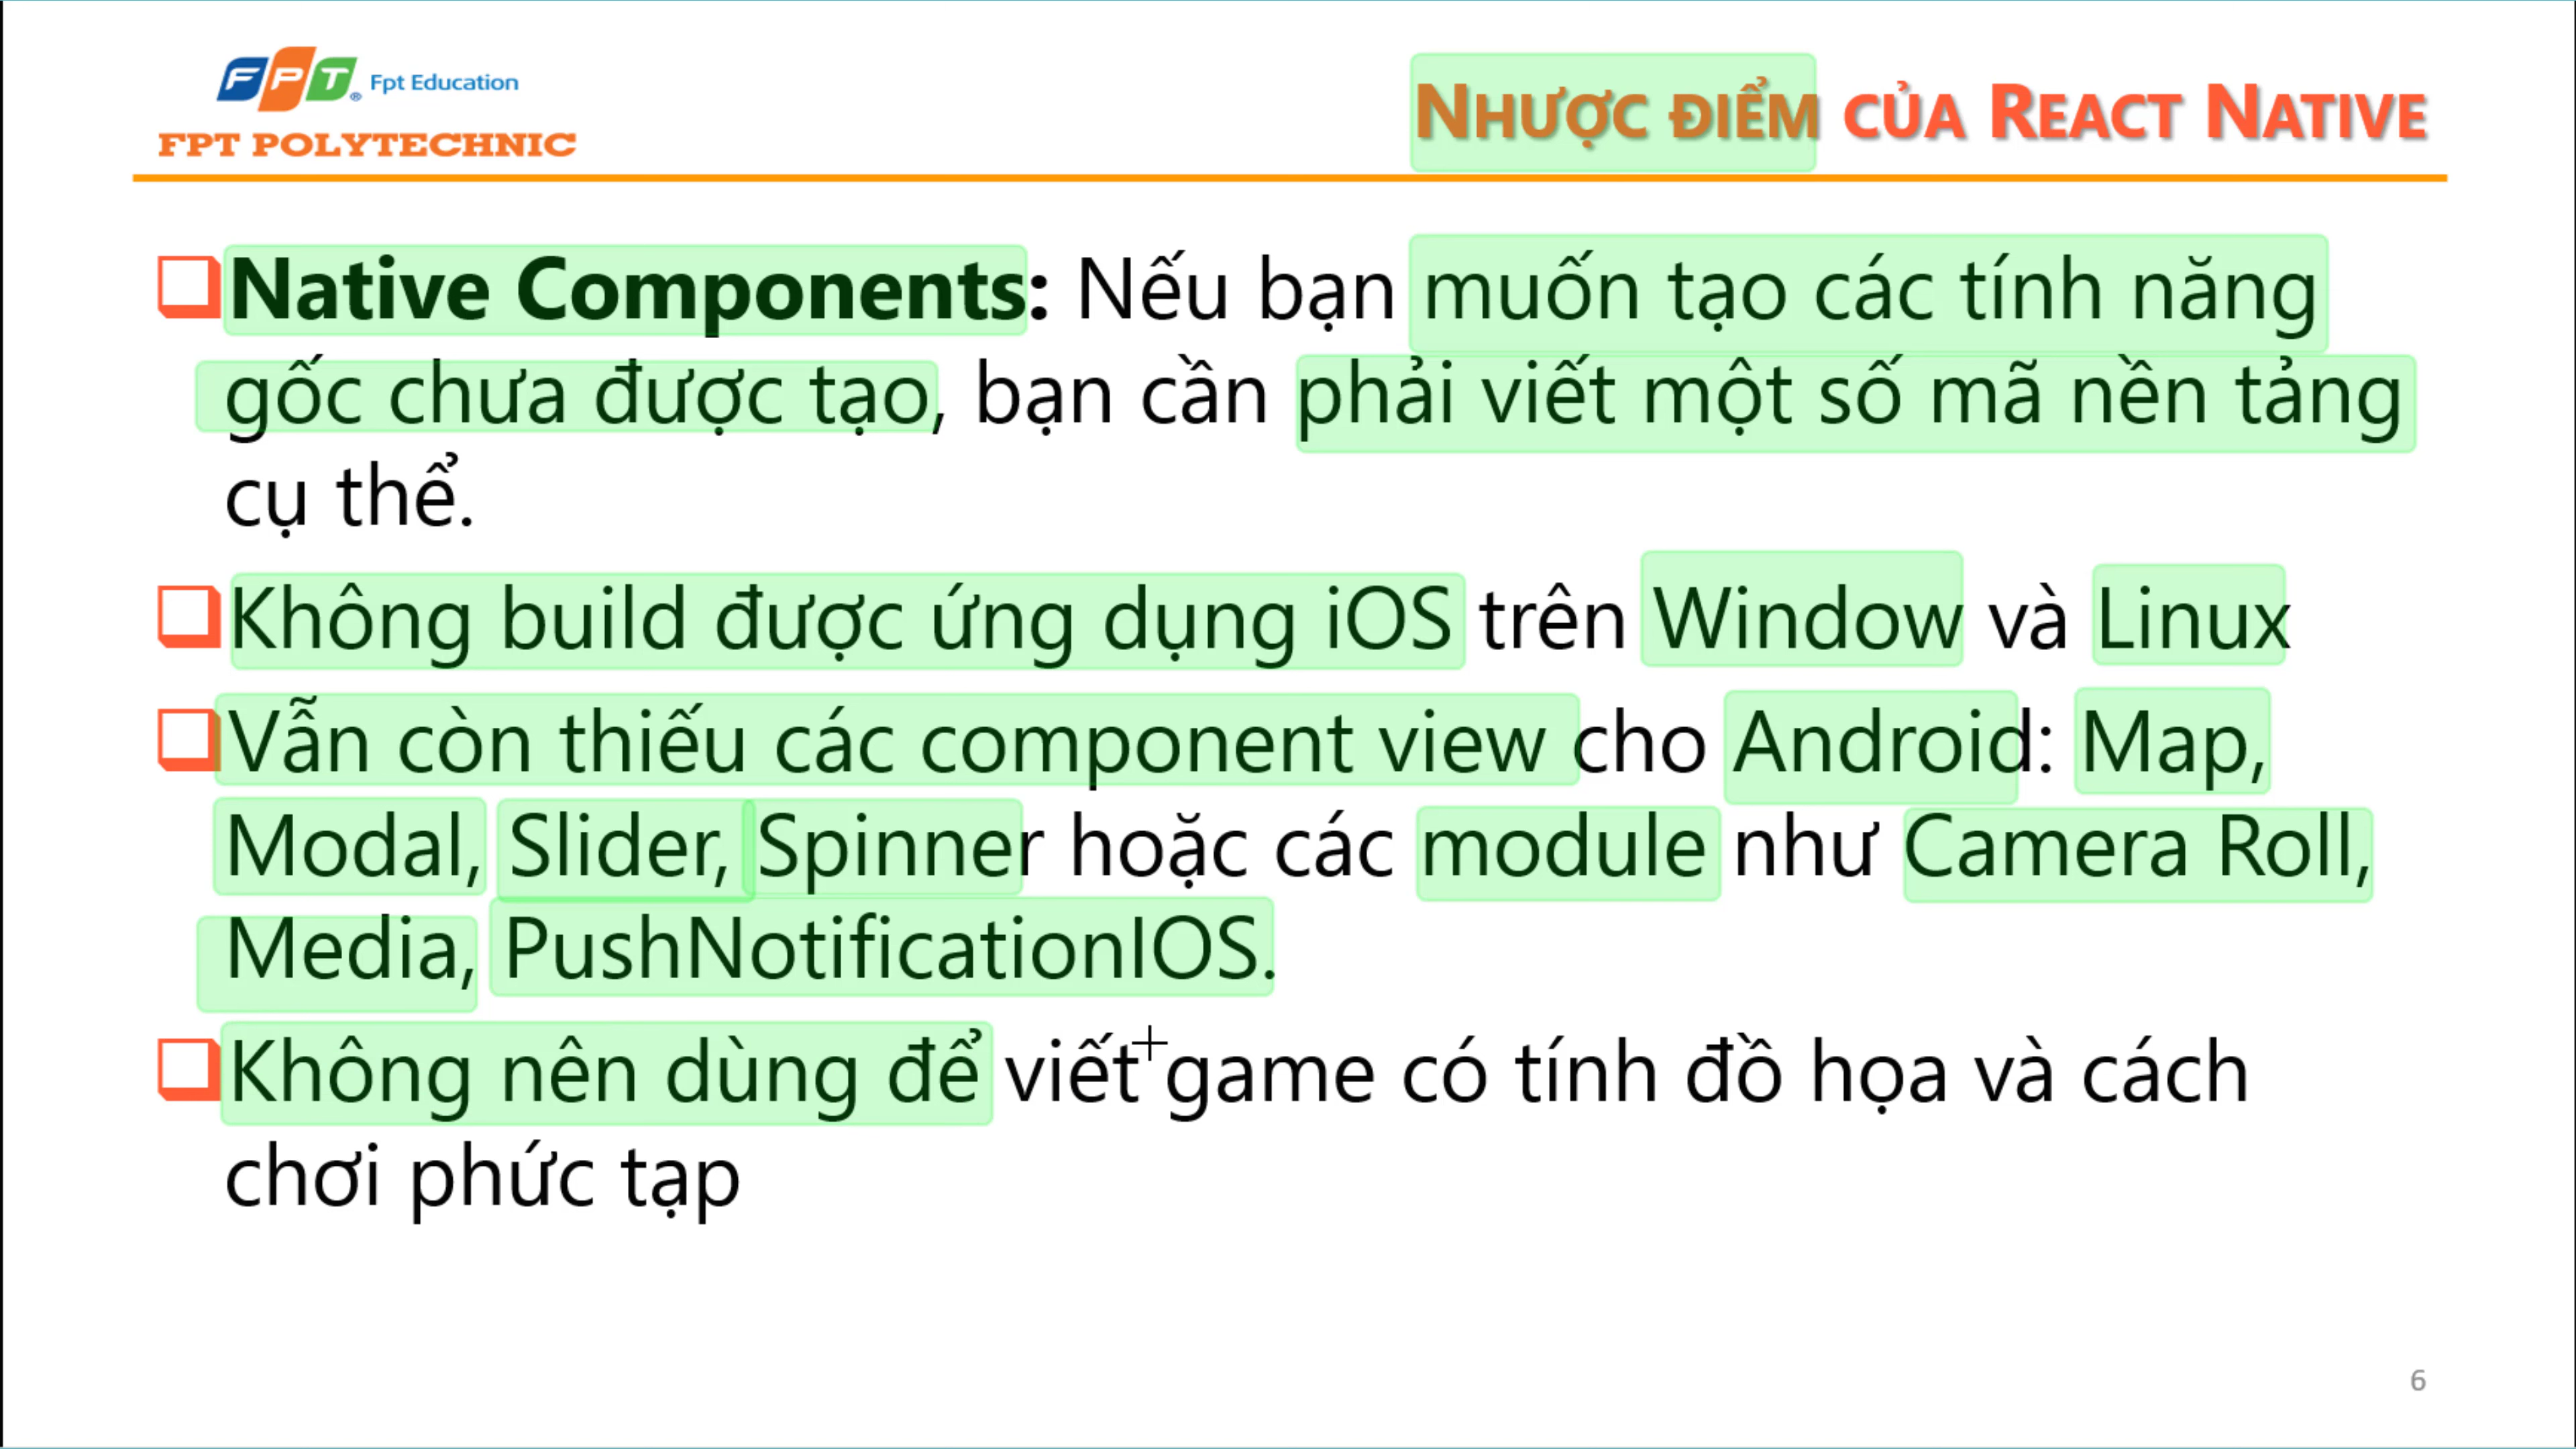 FPT Fpt Education
FPT POLYTECHNIC
NHƯỢC ĐIỂM CỦA REACT NATIVE
Native Components: Nếu bạn muốn tạo các tính năng
gốc chưa được tạo, bạn cần phải viết một số mã nền tảng
cụ thể.
Không build được ứng dụng iOS trên Window và Linux
Vẫn còn thiếu các component view cho Android: Map,
Modal, Slider, Spinner hoặc các module như Camera Roll,
Media, PushNotificationIOS.
Không nên dùng để viết game có tính đồ họa và cách
chơi phức tạp
6